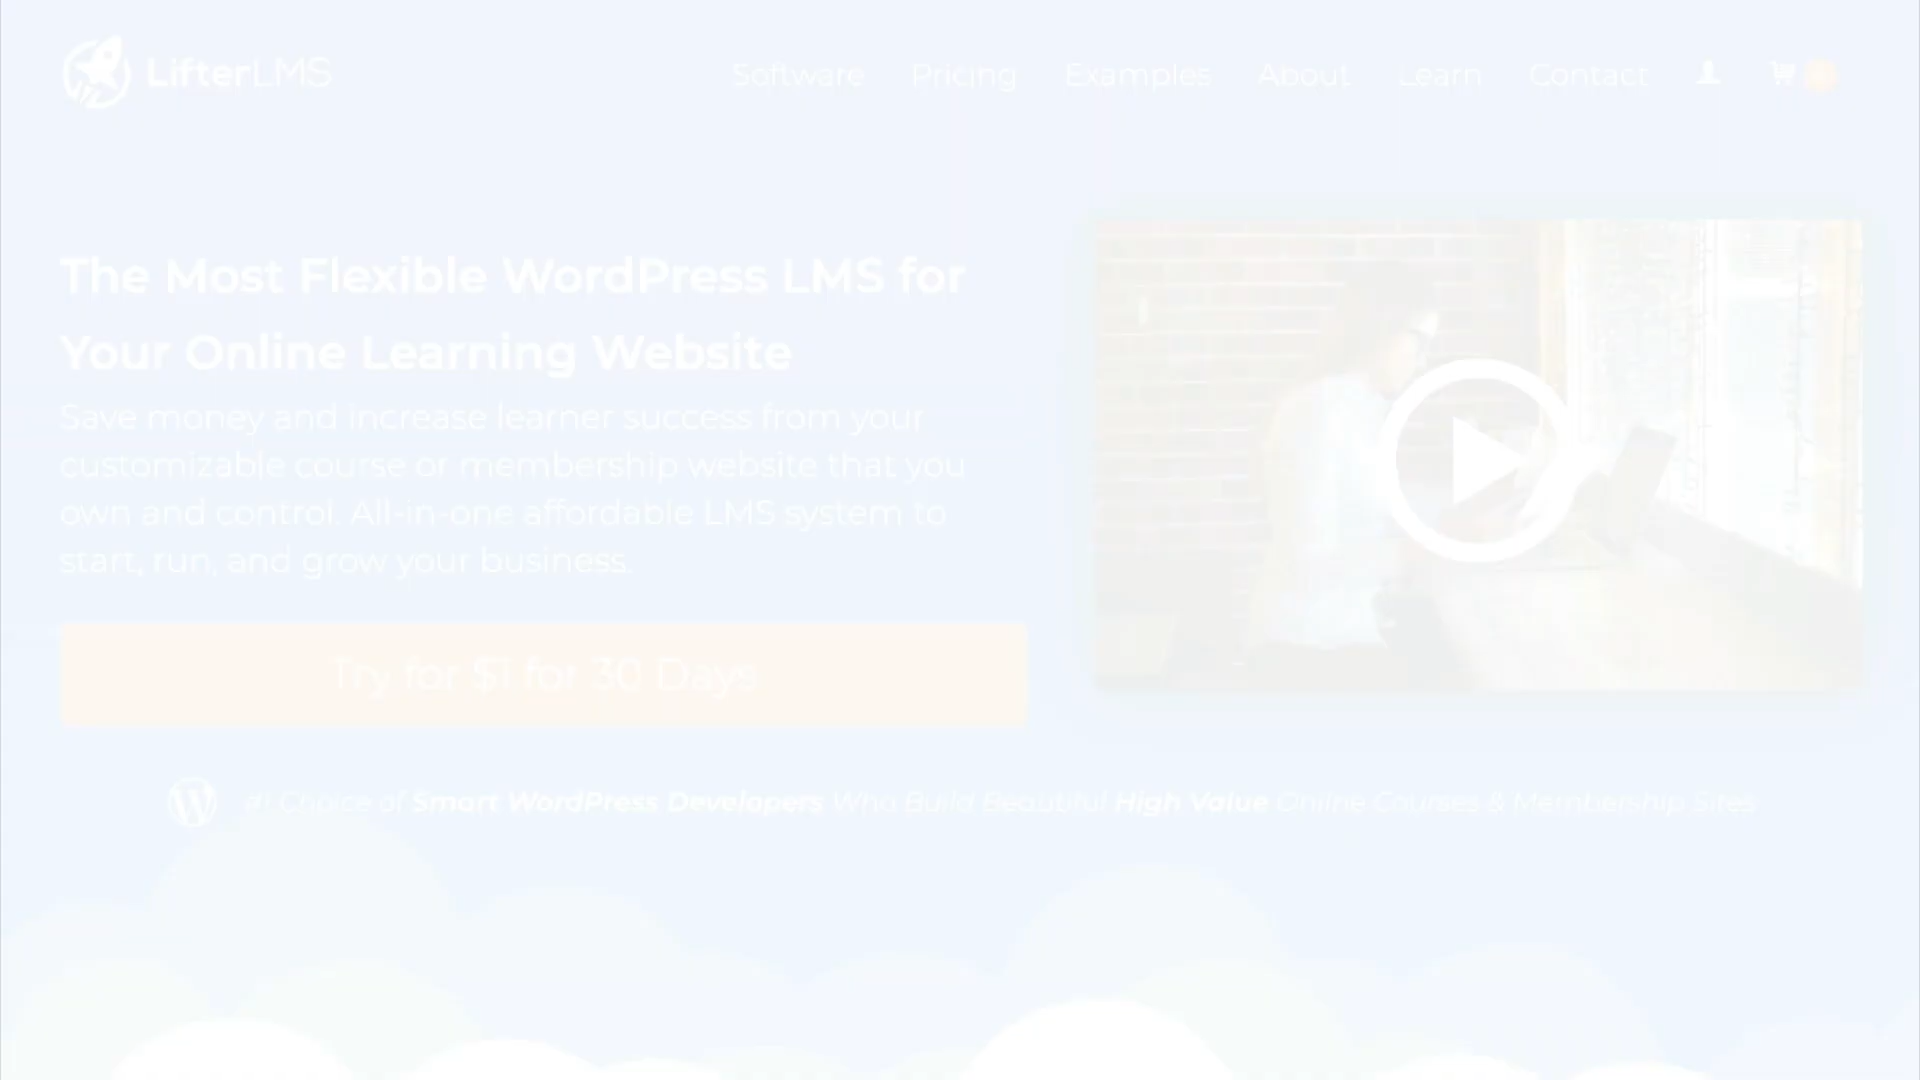 LifterLMS
Software Pricing Examples About Learn Contact
The Most Flexible WordPress LMS for
Your Online Learning Website
Save money and increase learner success from your
customizable course or membership website that you
own and control. All-in-one affordable LMS system to
start, run, and grow your business.
Try for $1 for 30 Days
#1 Choice of Smart WordPress Developers Who Build Beautiful High Value Online Courses & Membership Sites